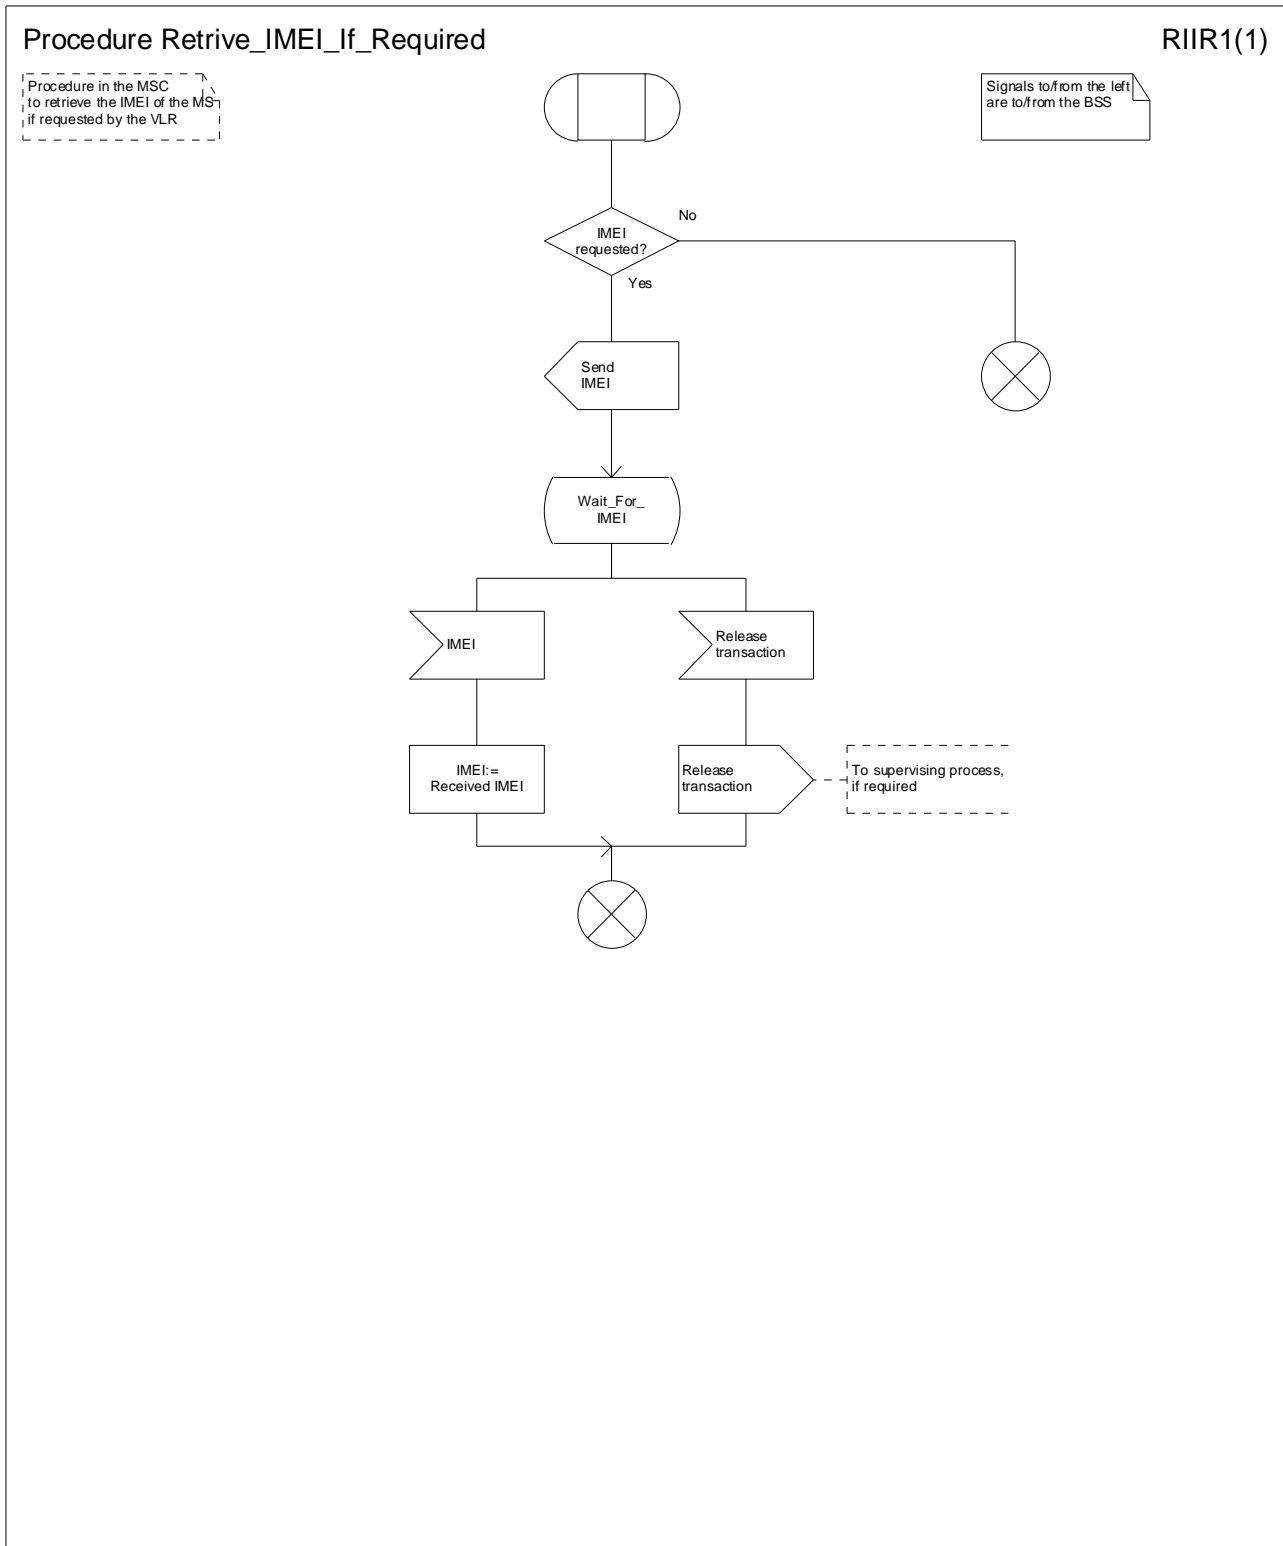 Procedure Retrive_IMEI_If_Required
RIIR1(1)
Procedure in the MSC
to retrieve the IMEI of the MS
if requested by the VLR
Signals to/from the left
are to/from the BSS
IMEI
requested?
No
Yes
Send
IMEI
Wait_For_
IMEI
IMEI
Release
transaction
IMEI:=
Received IMEI
Release
transaction
To supervising process,
if required